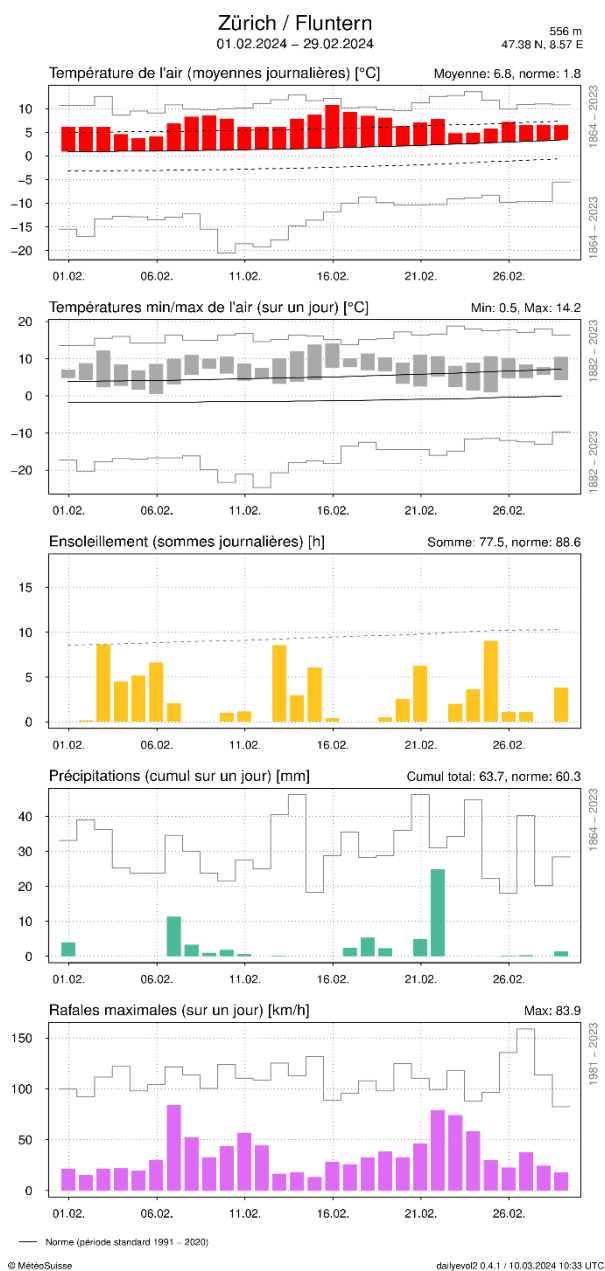 Zürich / Fluntern
01.02.2024 − 29.02.2024
556 m
47.38 N, 8.57 E
Température de l'air (moyennes journalières) [°C]
Moyenne: 6.8, norme: 1.8
10
5
0
−5
−10
−15
−20
1864 − 2023
1864 − 2023
01.02. 06.02. 11.02. 16.02. 21.02. 26.02.
Températures min/max de l'air (sur un jour) [°C]
Min: 0.5, Max: 14.2
20
10
0
−10
−20
1882 − 2023
1882 − 2023
01.02. 06.02. 11.02. 16.02. 21.02. 26.02.
Ensoleillement (sommes journalières) [h]
Somme: 77.5, norme: 88.6
15
10
5
0
01.02. 06.02. 11.02. 16.02. 21.02. 26.02.
Précipitations (cumul sur un jour) [mm]
Cumul total: 63.7, norme: 60.3
40
30
20
10
0
1864 − 2023
01.02. 06.02. 11.02. 16.02. 21.02. 26.02.
Rafales maximales (sur un jour) [km/h]
Max: 83.9
150
100
50
0
1981 − 2023
01.02. 06.02. 11.02. 16.02. 21.02. 26.02.
Norme (période standard 1991 − 2020)
© MétéoSuisse
dailyevol2 0.4.1 / 10.03.2024 10:33 UTC